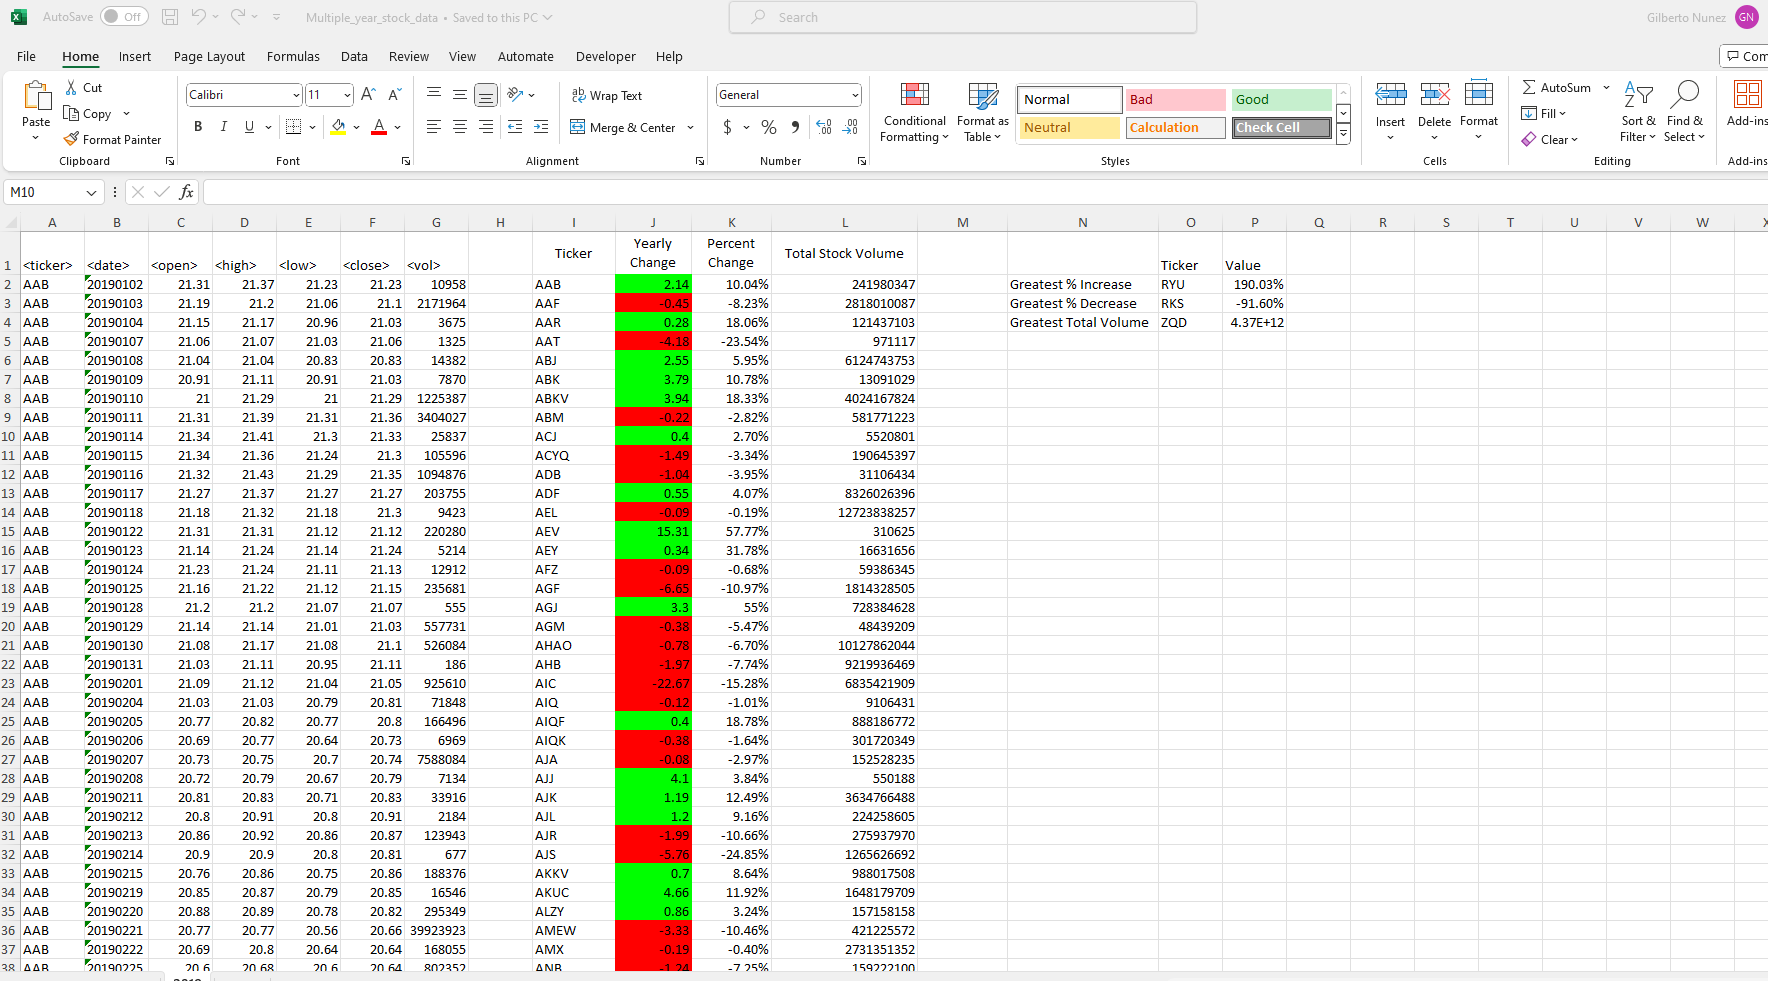 AutoSave Off Multiple_year_stock_data • Saved to this PC Search Gilberto Nunez GN
File Home Insert Page Layout Formulas Data Review View Automate Developer Help Com
Paste Cut Copy Format Painter Clipboard
Calibri 11 A A B I U A Font
Wrap Text Merge & Center Alignment
General $ % 9 Number
Conditional Formatting Format as Table Normal Bad Good Neutral Calculation Check Cell Styles
Insert Delete Format Cells
AutoSum Fill Clear Sort & Filter Find & Select Editing
Add-ins Add-ins
M10 fx
A B C D E F G H I J K L M N O P Q R S T U V W X
1 <ticker> <date> <open> <high> <low> <close> <vol> Ticker Yearly Change Percent Change Total Stock Volume Ticker Value
2 AAB 20190102 21.31 21.37 21.23 21.23 10958 AAB 2.14 10.04% 241980347 Greatest % Increase RYU 190.03%
3 AAB 20190103 21.19 21.2 21.06 21.1 2171964 AAF -0.45 -8.23% 2818010087 Greatest % Decrease RKS -91.60%
4 AAB 20190104 21.15 21.17 20.96 21.03 3675 AAR 0.28 18.06% 121437103 Greatest Total Volume ZQD 4.37E+12
5 AAB 20190107 21.06 21.07 21.03 21.06 1325 AAT -4.18 -23.54% 971117
6 AAB 20190108 21.04 21.04 20.83 20.83 14382 ABJ 2.55 5.95% 6124743753
7 AAB 20190109 20.91 21.11 20.91 21.03 7870 ABK 3.79 10.78% 13091029
8 AAB 20190110 21 21.29 21 21.29 1225387 ABKV 3.94 18.33% 4024167824
9 AAB 20190111 21.31 21.39 21.31 21.36 3404027 ABM -0.22 -2.82% 581771223
10 AAB 20190114 21.34 21.41 21.3 21.33 25837 ACJ 0.4 2.70% 5520801
11 AAB 20190115 21.34 21.36 21.24 21.3 105596 ACYQ -1.49 -3.34% 190645397
12 AAB 20190116 21.32 21.43 21.29 21.35 1094876 ADB -1.04 -3.95% 31106434
13 AAB 20190117 21.27 21.37 21.27 21.27 203755 ADF 0.55 4.07% 8326026396
14 AAB 20190118 21.18 21.32 21.18 21.3 9423 AEL -0.09 -0.19% 12723838257
15 AAB 20190122 21.31 21.31 21.12 21.12 220280 AEV 15.31 57.77% 310625
16 AAB 20190123 21.14 21.24 21.14 21.24 5214 AEY 0.34 31.78% 16631656
17 AAB 20190124 21.23 21.24 21.11 21.13 12912 AFZ -0.09 -0.68% 59386345
18 AAB 20190125 21.16 21.22 21.12 21.15 235681 AGF -6.65 -10.97% 1814328505
19 AAB 20190128 21.2 21.2 21.07 21.07 555 AGJ 3.3 55% 728384628
20 AAB 20190129 21.14 21.14 21.01 21.03 557731 AGM -0.38 -5.47% 48439209
21 AAB 20190130 21.08 21.17 21.08 21.1 526084 AHAO -0.78 -6.70% 10127862044
22 AAB 20190131 21.03 21.11 20.95 21.11 186 AHB -1.97 -7.74% 9219936469
23 AAB 20190201 21.09 21.12 21.04 21.05 925610 AIC -22.67 -15.28% 6835421909
24 AAB 20190204 21.03 21.03 20.79 20.81 71848 AIQ -0.12 -1.01% 9106431
25 AAB 20190205 20.77 20.82 20.77 20.8 166496 AIQF 0.4 18.78% 888186772
26 AAB 20190206 20.69 20.77 20.64 20.73 6969 AIQK -0.38 -1.64% 301720349
27 AAB 20190207 20.73 20.75 20.7 20.74 7588084 AJA -0.08 -2.97% 152528235
28 AAB 20190208 20.72 20.79 20.67 20.79 7134 AJJ 4.1 3.84% 550188
29 AAB 20190211 20.81 20.83 20.71 20.83 33916 AJK 1.19 12.49% 3634766488
30 AAB 20190212 20.8 20.91 20.8 20.91 2184 AJL 1.2 9.16% 224258605
31 AAB 20190213 20.86 20.92 20.86 20.87 123943 AJR -1.99 -10.66% 275937970
32 AAB 20190214 20.9 20.9 20.8 20.81 677 AJS -5.76 -24.85% 1265626692
33 AAB 20190215 20.76 20.86 20.75 20.86 188376 AKKV 0.7 8.64% 988017508
34 AAB 20190219 20.85 20.87 20.79 20.85 16546 AKUC 4.66 11.92% 1648179709
35 AAB 20190220 20.88 20.89 20.78 20.82 295349 ALZY 0.86 3.24% 157158158
36 AAB 20190221 20.77 20.77 20.56 20.66 39923923 AMEW -3.33 -10.46% 421225572
37 AAB 20190222 20.69 20.8 20.64 20.64 168055 AMX -0.19 -0.40% 2731351352
38 AAB 20190225 20.6 20.68 20.6 20.64 802352 ANB -1.24 -7.25% 159222100